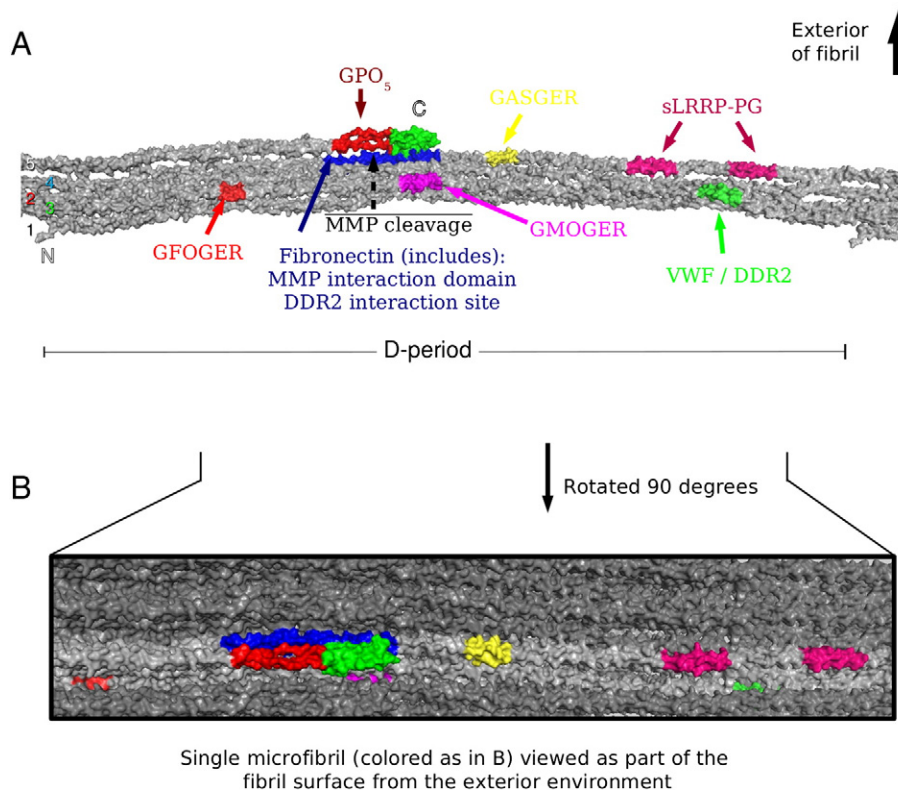 A
Exterior
of fibril
GPO5
C
GASGER
sLRRP-PG
5
4
2
3
1
N
MMP cleavage
GFOGER
GMOGER
Fibronectin (includes):
MMP interaction domain
DDR2 interaction site
VWF / DDR2
D-period
B
Rotated 90 degrees
Single microfibril (colored as in B) viewed as part of the
fibril surface from the exterior environment